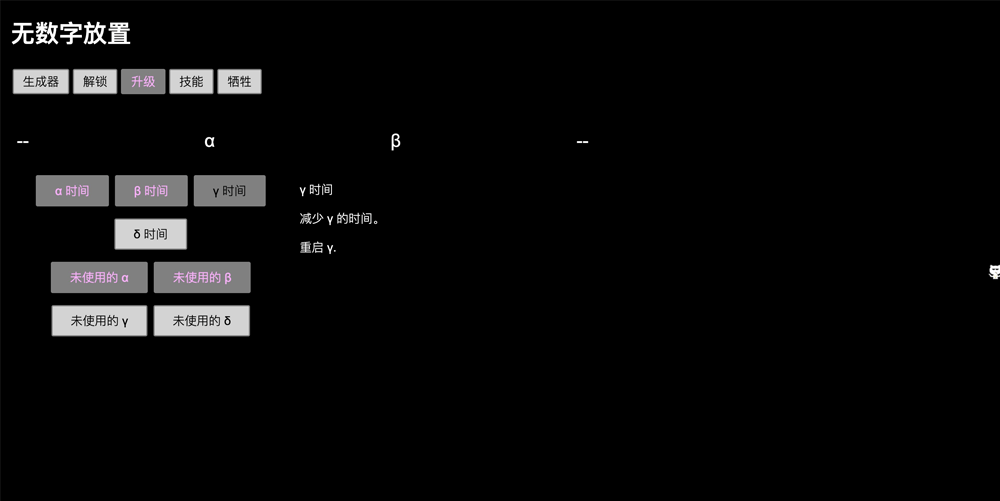 无数字放置
生成器 解锁 升级 技能 牺牲
-- α β --
α 时间 β 时间 γ 时间
δ 时间
未使用的 α 未使用的 β
未使用的 γ 未使用的 δ
γ 时间
减少 γ 的时间。
重启 γ.